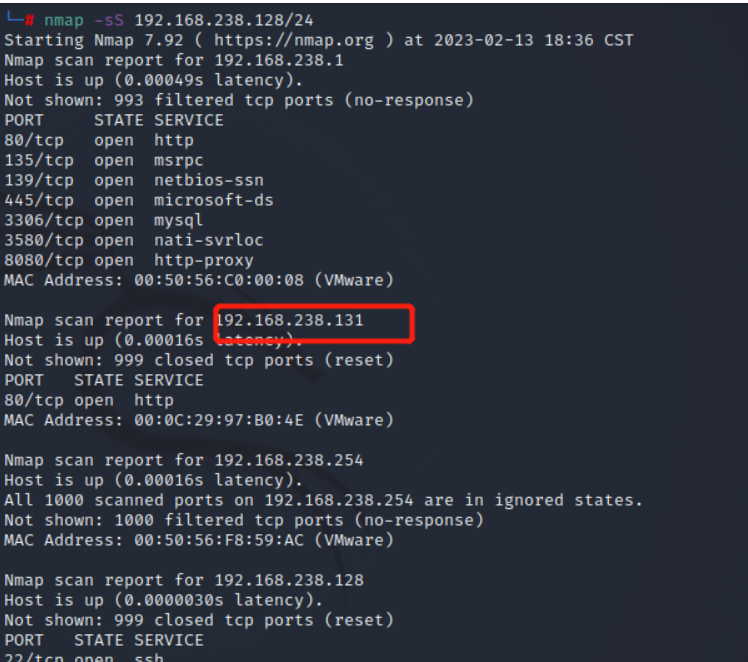 └─# nmap -sS 192.168.238.128/24
Starting Nmap 7.92 ( https://nmap.org ) at 2023-02-13 18:36 CST
Nmap scan report for 192.168.238.1
Host is up (0.00049s latency).
Not shown: 993 filtered tcp ports (no-response)
PORT     STATE SERVICE
80/tcp   open  http
135/tcp  open  msrpc
139/tcp  open  netbios-ssn
445/tcp  open  microsoft-ds
3306/tcp open  mysql
3580/tcp open  nati-svrloc
8080/tcp open  http-proxy
MAC Address: 00:50:56:C0:00:08 (VMware)

Nmap scan report for 192.168.238.131
Host is up (0.00016s latency).
Not shown: 999 closed tcp ports (reset)
PORT   STATE SERVICE
80/tcp open  http
MAC Address: 00:0C:29:97:B0:4E (VMware)

Nmap scan report for 192.168.238.254
Host is up (0.00016s latency).
All 1000 scanned ports on 192.168.238.254 are in ignored states.
Not shown: 1000 filtered tcp ports (no-response)
MAC Address: 00:50:56:F8:59:AC (VMware)

Nmap scan report for 192.168.238.128
Host is up (0.0000030s latency).
Not shown: 999 closed tcp ports (reset)
PORT   STATE SERVICE
22/tcp open  ssh